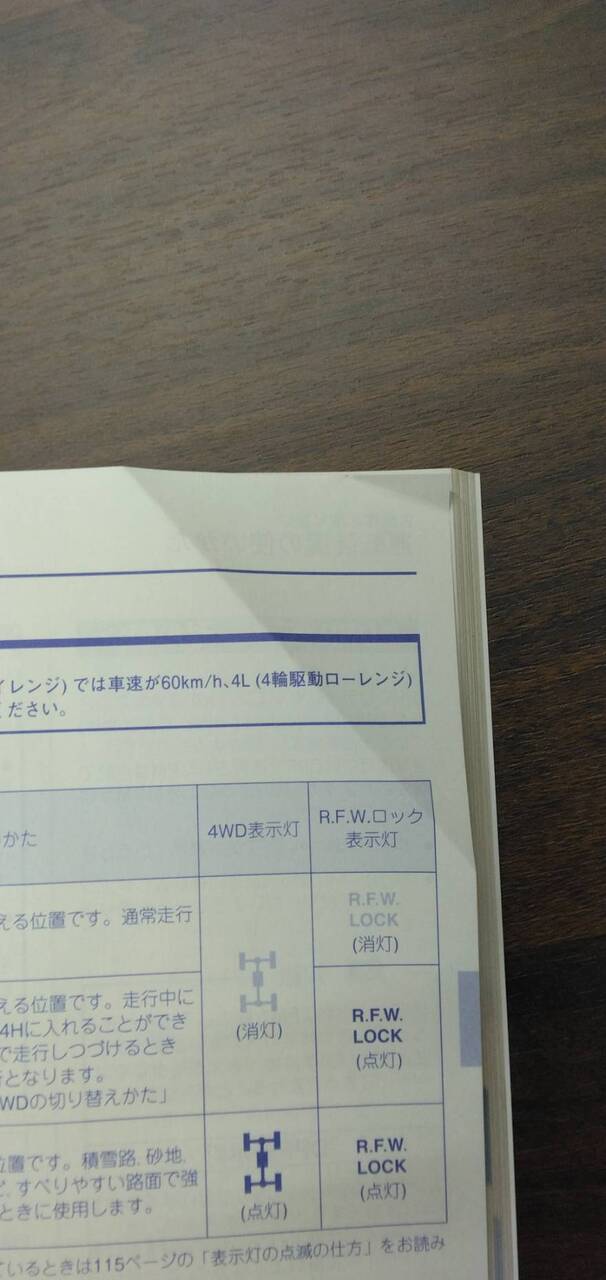 イレンジ) では車速が60km/h、4L (4輪駆動ローレンジ)
ください。
かた
4WD表示灯
R.F.W.ロック
表示灯
える位置です。通常走行
R.F.W.
LOCK
(消灯)
(消灯)
える位置です。走行中に
4Hに入れることができ
で走行しつづけるとき
となります。
WDの切り替えかた」
R.F.W.
LOCK
(点灯)
位置です。積雪路、砂地、
ど、すべりやすい路面で強
ときに使用します。
(点灯)
R.F.W.
LOCK
(点灯)
ているときは115ページの「表示灯の点滅の仕方」をお読み